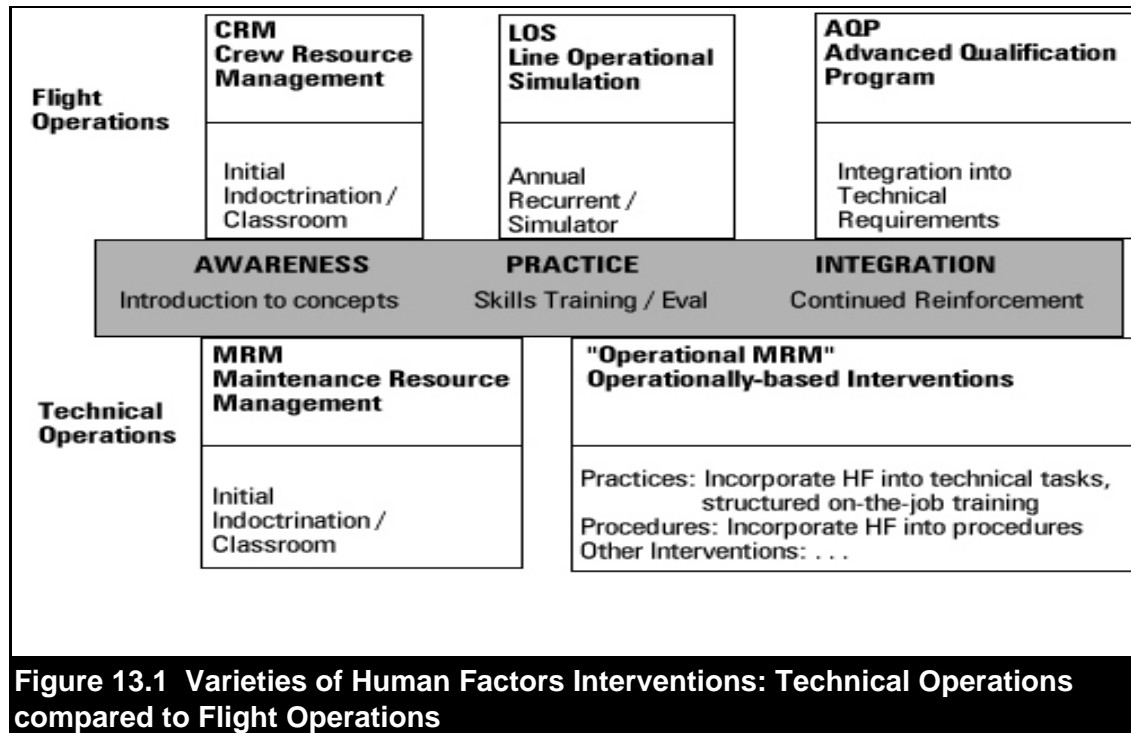 Flight
Operations
CRM
Crew Resource
Management
Initial
Indoctrination /
Classroom
LOS
Line Operational
Simulation
Annual
Recurrent /
Simulator
AQP
Advanced Qualification
Program
Integration into
Technical
Requirements
AWARENESS
Introduction to concepts
PRACTICE
Skills Training / Eval
INTEGRATION
Continued Reinforcement
Technical
Operations
MRM
Maintenance Resource
Management
Initial
Indoctrination /
Classroom
"Operational MRM"
Operationally-based Interventions
Practices: Incorporate HF into technical tasks,
structured on-the-job training
Procedures: Incorporate HF into procedures
Other Interventions: . . .
Figure 13.1 Varieties of Human Factors Interventions: Technical Operations
compared to Flight Operations